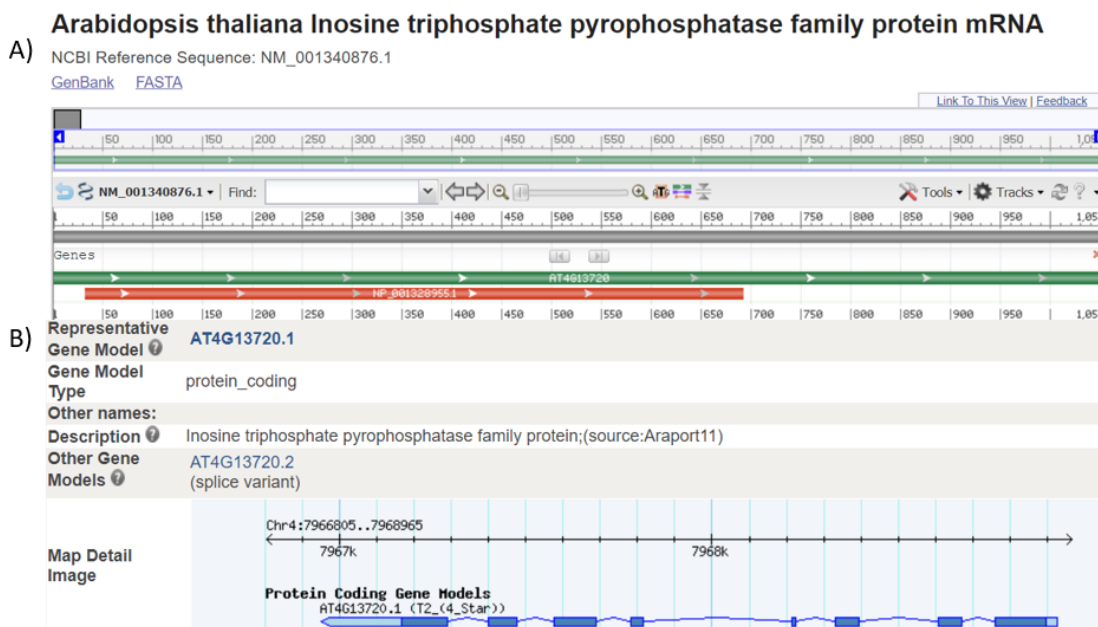 Arabidopsis thaliana Inosine triphosphate pyrophosphatase family protein mRNA
A)
NCBI Reference Sequence: NM_001340876.1
GenBank FASTA
Link To This View | Feedback
50 100 150 200 250 300 350 400 450 500 550 600 650 700 750 800 850 900 950
NM_001340876.1 Find: Tools Tracks ?
1 50 100 150 200 250 300 350 400 450 500 550 600 650 700 750 800 850 900 950 1,05
Genes
AT4G13720
NP_001328955.1
1 50 100 150 200 250 300 350 400 450 500 550 600 650 700 750 800 850 900 950 1,05
B)
Representative Gene Model ? AT4G13720.1
Gene Model Type protein_coding
Other names:
Description ? Inosine triphosphate pyrophosphatase family protein;(source:Araport11)
Other Gene Models ? AT4G13720.2
(splice variant)
Map Detail Image
Chr4:7966805..7968965
7967k 7968k
Protein Coding Gene Models
AT4G13720.1 (T2_(4_Star))